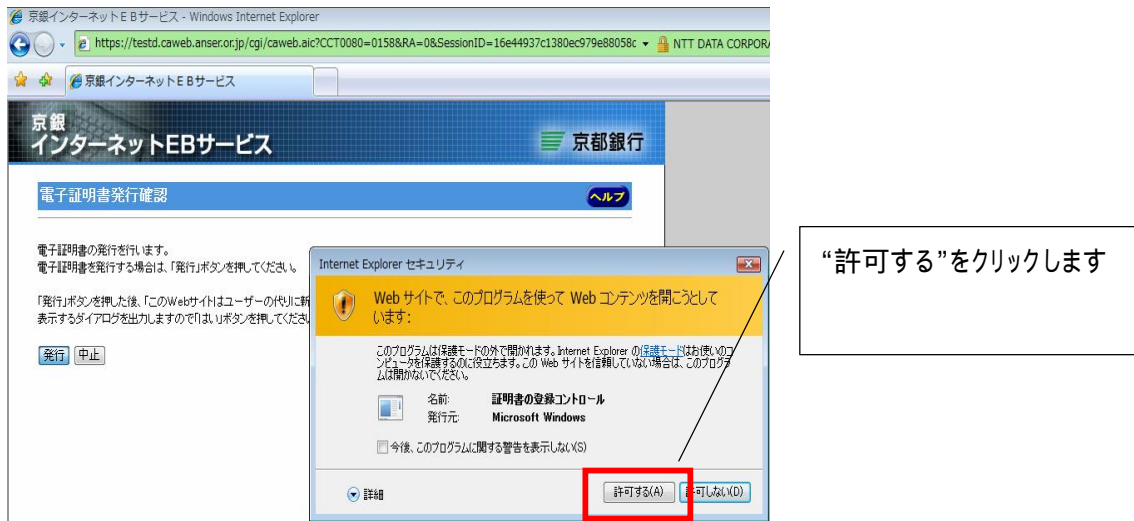 京銀インターネットＥＢサービス - Windows Internet Explorer
https://testd.caweb.anser.or.jp/cgi/caweb.aic?CCT0080=0158&RA=0&SessionID=16e44937c1380ec979e88058c
NTT DATA CORPORA
京銀インターネットＥＢサービス
京銀
インターネットEBサービス
京都銀行
電子証明書発行確認
ヘルプ
電子証明書の発行を行います。
電子証明書を発行する場合は、「発行」ボタンを押してください。
「発行」ボタンを押した後、「このWebサイトはユーザーの代りに新
表示するダイアログを出力しますので「はい」ボタンを押してくださ
発行 中止
Internet Explorer セキュリティ
Web サイトで、このプログラムを使って Web コンテンツを開こうとして
います:
このプログラムは保護モードの外で開かれます。Internet Explorer の保護モードはお使いのコ
ンピュータを保護するのに役立ちます。この Web サイトを信頼していない場合は、このプログラ
ムは開かないでください。
名前: 証明書の登録コントロール
発行元: Microsoft Windows
今後、このプログラムに関する警告を表示しない(S)
詳細
許可する(A) 許可しない(D)
“許可する”をクリックします